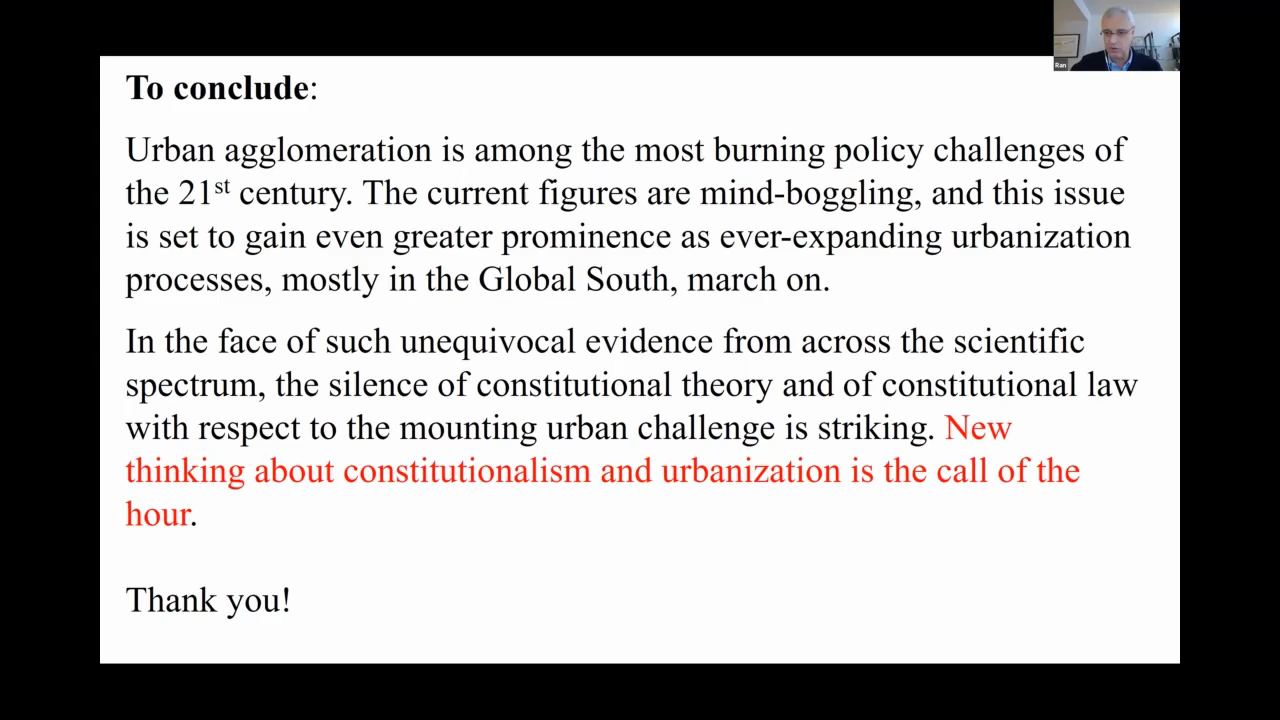 Ran
To conclude:
Urban agglomeration is among the most burning policy challenges of
the 21st century. The current figures are mind-boggling, and this issue
is set to gain even greater prominence as ever-expanding urbanization
processes, mostly in the Global South, march on.
In the face of such unequivocal evidence from across the scientific
spectrum, the silence of constitutional theory and of constitutional law
with respect to the mounting urban challenge is striking. New
thinking about constitutionalism and urbanization is the call of the
hour.
Thank you!